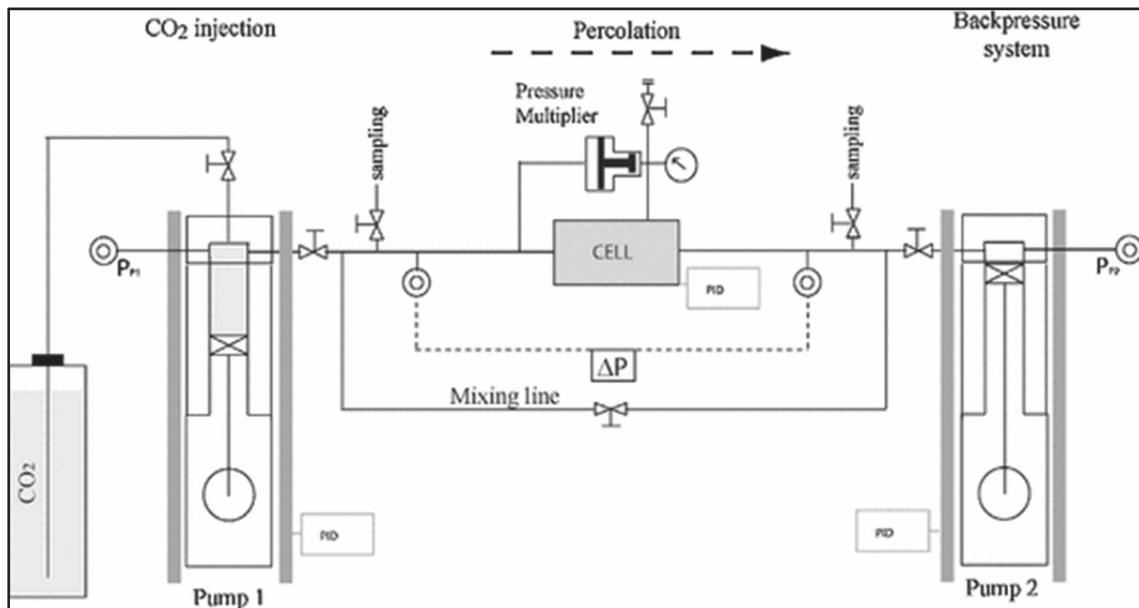 CO2 injection
Percolation
Backpressure
system
Pressure
Multiplier
sampling
sampling
PP1
CELL
PP2
PID
ΔP
Mixing line
CO2
PID
PID
Pump 1
Pump 2